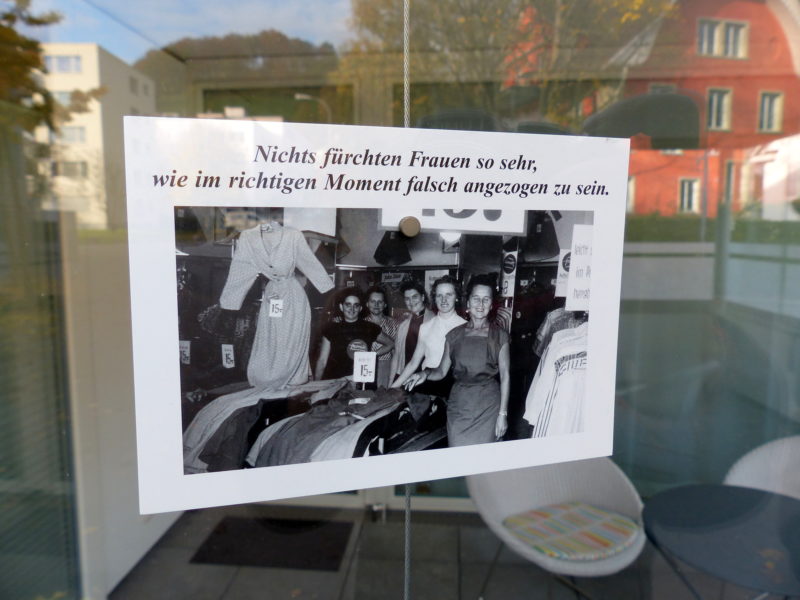 Nichts fürchten Frauen so sehr,
wie im richtigen Moment falsch angezogen zu sein.
15.-
15.-
15.-